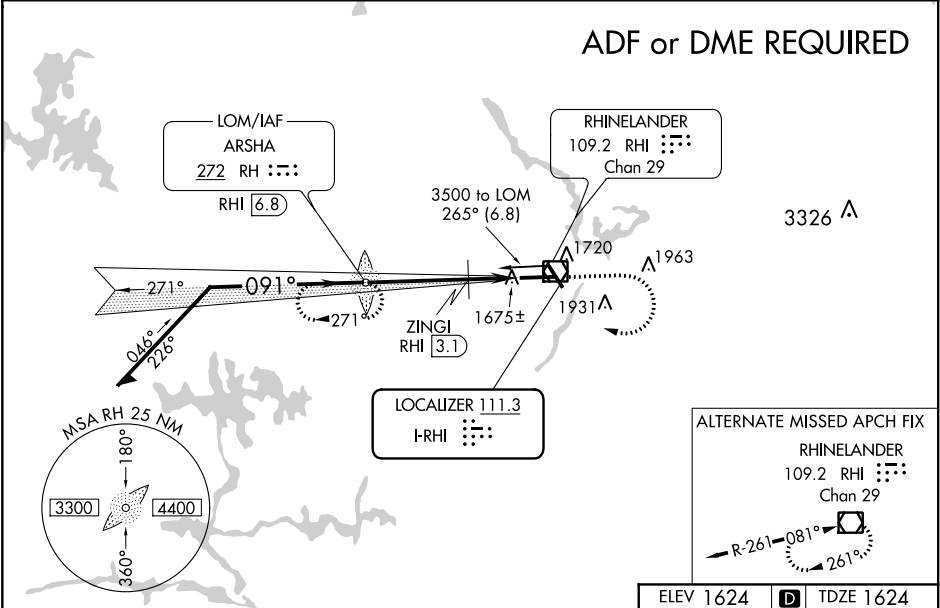 ADF or DME REQUIRED
LOM/IAF
ARSHA
272 RH
RHI 6.8
RHINELANDER
109.2 RHI
Chan 29
3500 to LOM
265° (6.8)
3326
1720
1963
271°
091°
271°
1675±
1931
ZINGI
RHI 3.1
046°
226°
LOCALIZER 111.3
I-RHI
MSA RH 25 NM
180°
3300
4400
360°
ALTERNATE MISSED APCH FIX
RHINELANDER
109.2 RHI
Chan 29
R-261
081°
261°
ELEV 1624 D TDZE 1624